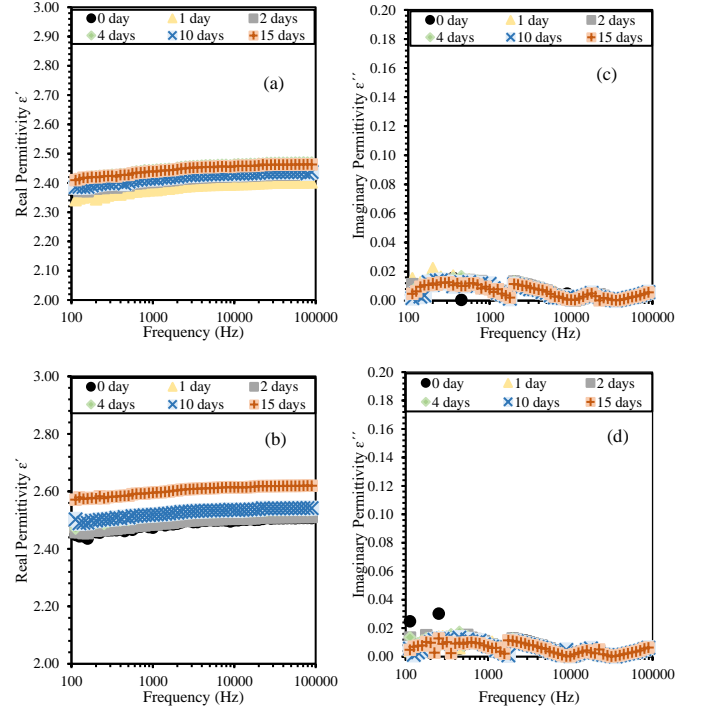 3.00
2.90
2.80
2.70
2.60
2.50
2.40
2.30
2.20
2.10
2.00
Real Permittivity ε′
0 day 1 day 2 days
4 days 10 days 15 days
(a)
100 1000 10000 100000
Frequency (Hz)
0.20
0.18
0.16
0.14
0.12
0.10
0.08
0.06
0.04
0.02
0.00
Imaginary Permittivity ε′′
0 day 1 day 2 days
4 days 10 days 15 days
(c)
100 1000 10000 100000
Frequency (Hz)
3.00
2.80
2.60
2.40
2.20
2.00
Real Permittivity ε′
0 day 1 day 2 days
4 days 10 days 15 days
(b)
100 1000 10000 100000
Frequency (Hz)
0.20
0.18
0.16
0.14
0.12
0.10
0.08
0.06
0.04
0.02
0.00
Imaginary Permittivity ε′′
0 day 1 day 2 days
4 days 10 days 15 days
(d)
100 1000 10000 100000
Frequency (Hz)